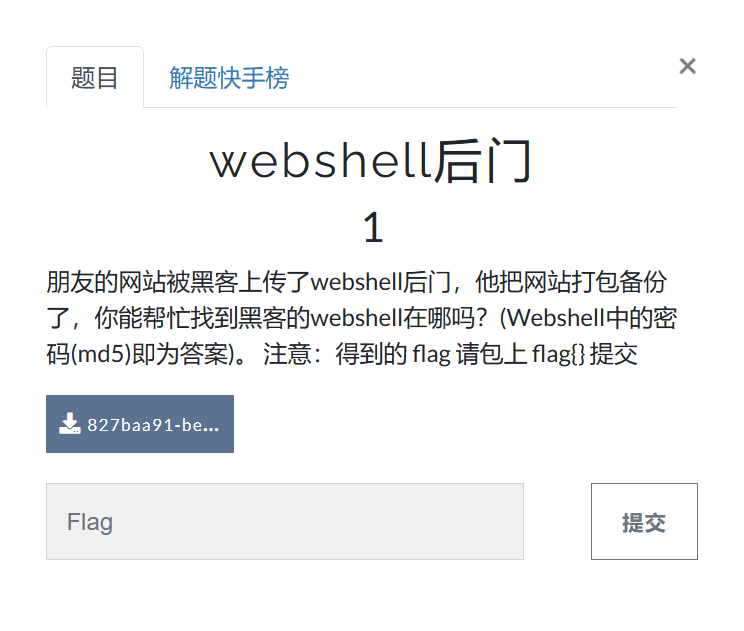 题目 解题快手榜 ×
webshell后门
1
朋友的网站被黑客上传了webshell后门，他把网站打包备份
了，你能帮忙找到黑客的webshell在哪吗？(Webshell中的密
码(md5)即为答案)。 注意：得到的 flag 请包上 flag{} 提交
827baa91-be...
Flag 提交